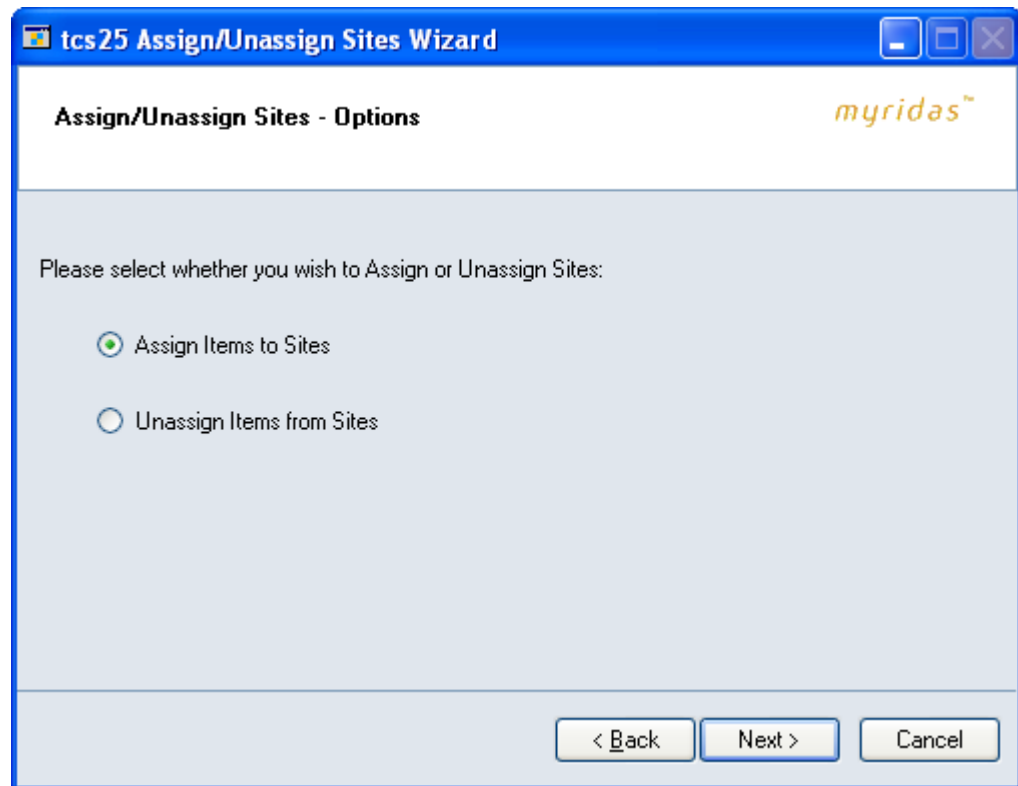 tcs25 Assign/Unassign Sites Wizard
Assign/Unassign Sites - Options
myridas™
Please select whether you wish to Assign or Unassign Sites:
Assign Items to Sites
Unassign Items from Sites
< Back Next > Cancel